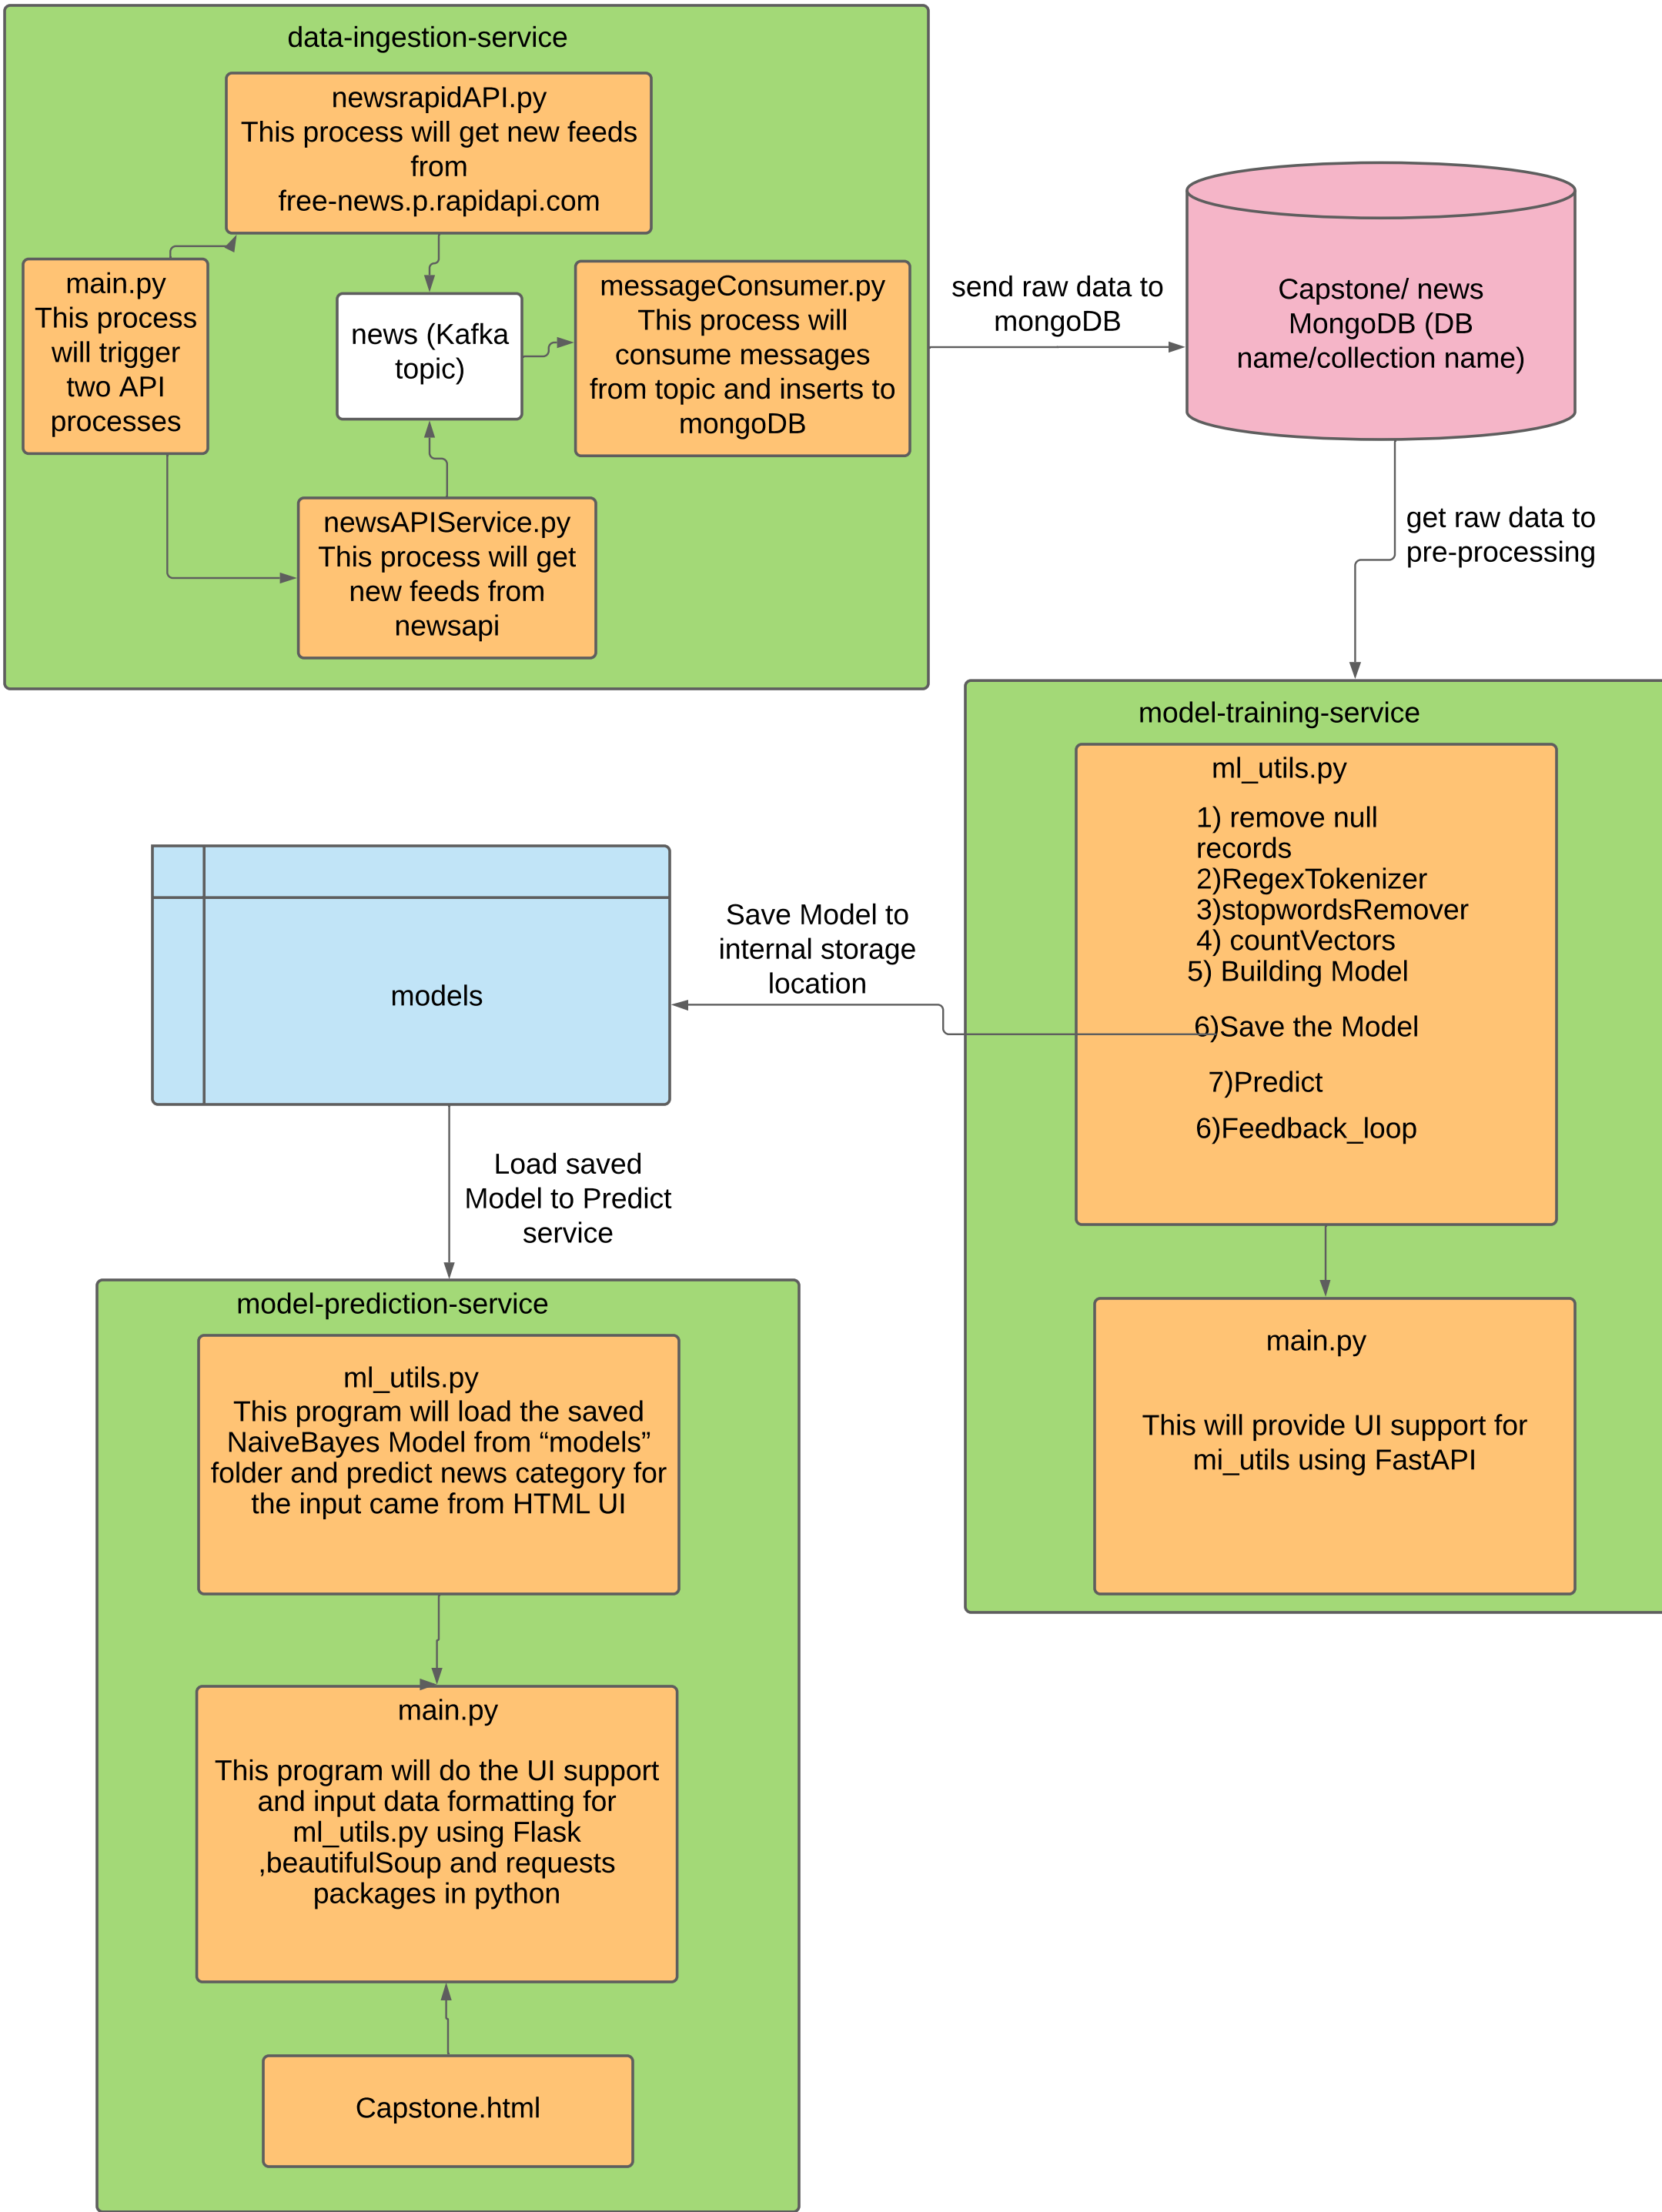 data-ingestion-service
newsrapidAPI.py
This process will get new feeds
from
free-news.p.rapidapi.com
main.py
This process
will trigger
two API
processes
news (Kafka
topic)
messageConsumer.py
This process will
consume messages
from topic and inserts to
mongoDB
newsAPIService.py
This process will get
new feeds from
newsapi
send raw data to
mongoDB
Capstone/ news
MongoDB (DB
name/collection name)
get raw data to
pre-processing
model-training-service
ml_utils.py
1) remove null
records
2)RegexTokenizer
3)stopwordsRemover
4) countVectors
5) Building Model
6)Save the Model
7)Predict
6)Feedback_loop
main.py
This will provide UI support for
mi_utils using FastAPI
Save Model to
internal storage
location
models
Load saved
Model to Predict
service
model-prediction-service
ml_utils.py
This program will load the saved
NaiveBayes Model from “models”
folder and predict news category for
the input came from HTML UI
main.py
This program will do the UI support
and input data formatting for
ml_utils.py using Flask
,beautifulSoup and requests
packages in python
Capstone.html